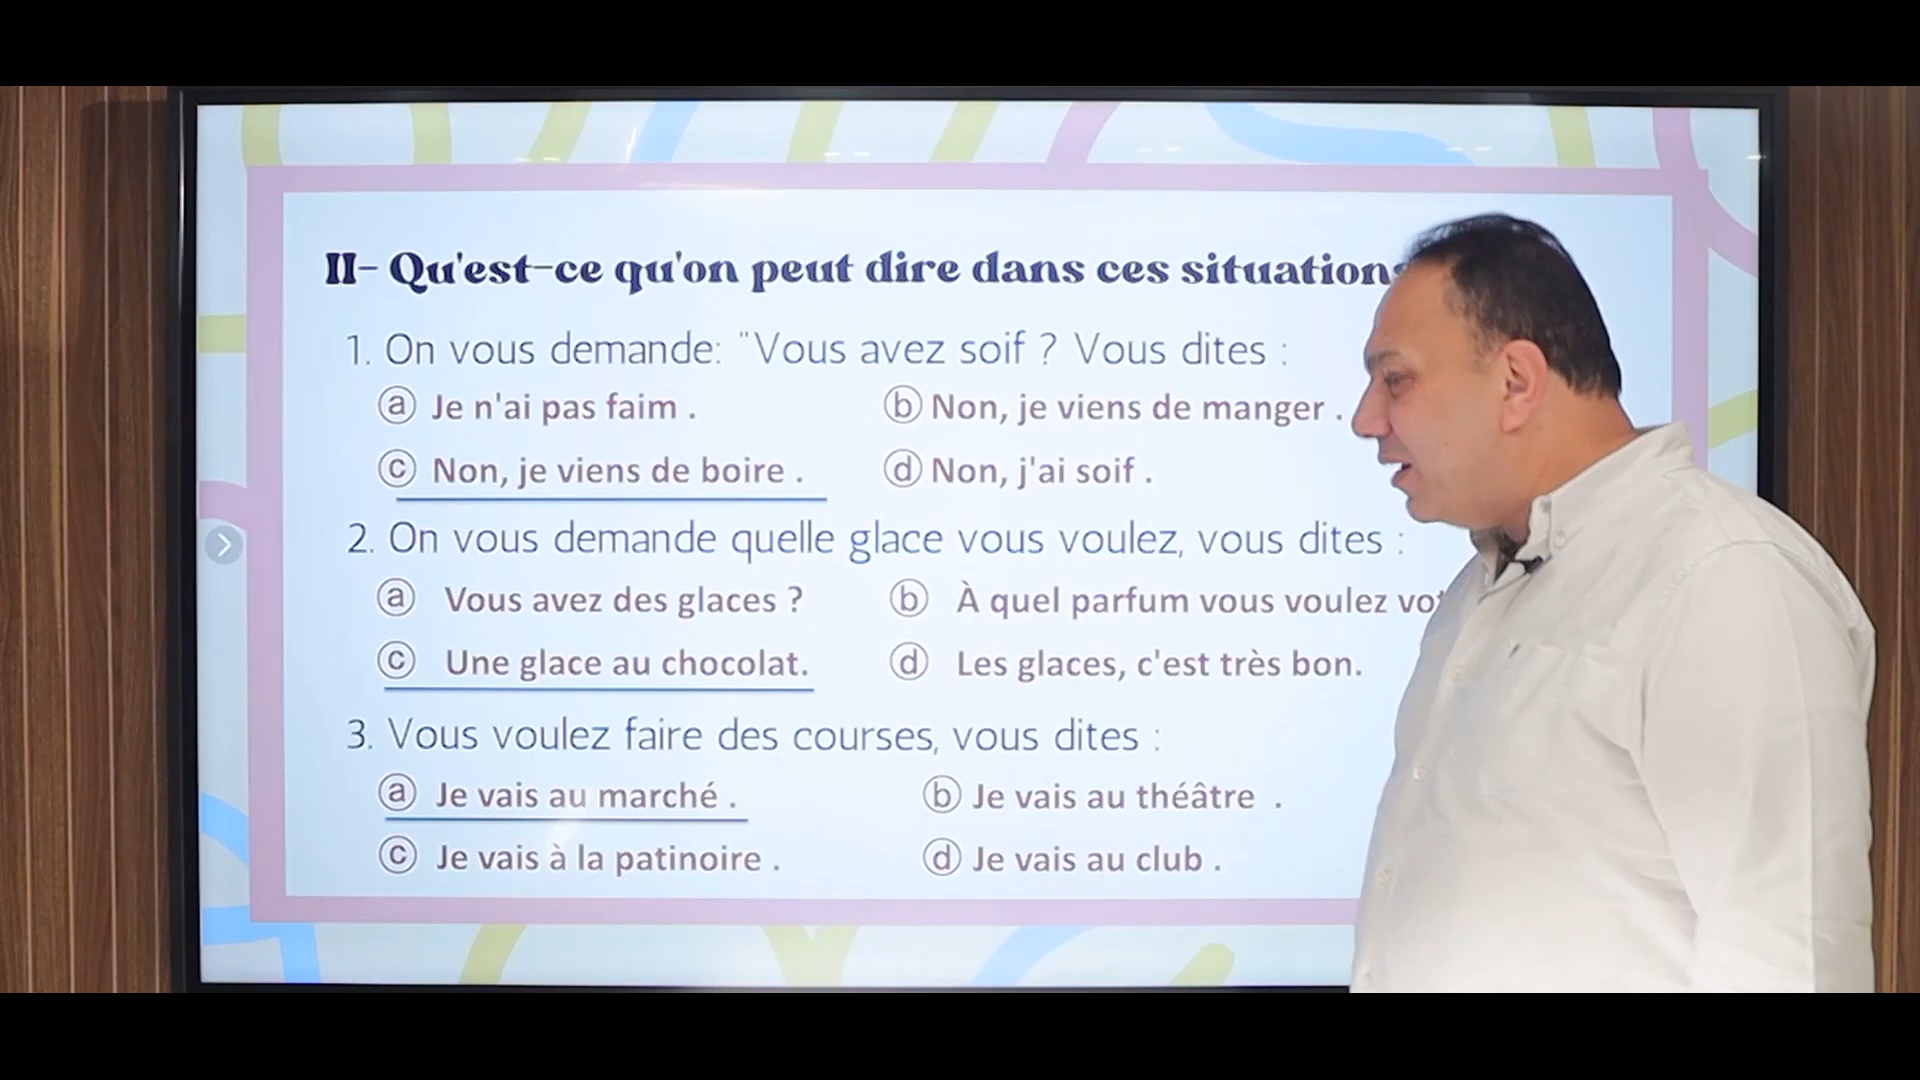 II- Qu'est-ce qu'on peut dire dans ces situations
1. On vous demande: "Vous avez soif ? Vous dites :
ⓐ Je n'ai pas faim .
ⓑ Non, je viens de manger .
ⓒ Non, je viens de boire .
ⓓ Non, j'ai soif .
2. On vous demande quelle glace vous voulez, vous dites :
ⓐ Vous avez des glaces ?
ⓑ À quel parfum vous voulez
ⓒ Une glace au chocolat.
ⓓ Les glaces, c'est très bon.
3. Vous voulez faire des courses, vous dites :
ⓐ Je vais au marché .
ⓑ Je vais au théâtre .
ⓒ Je vais à la patinoire .
ⓓ Je vais au club .